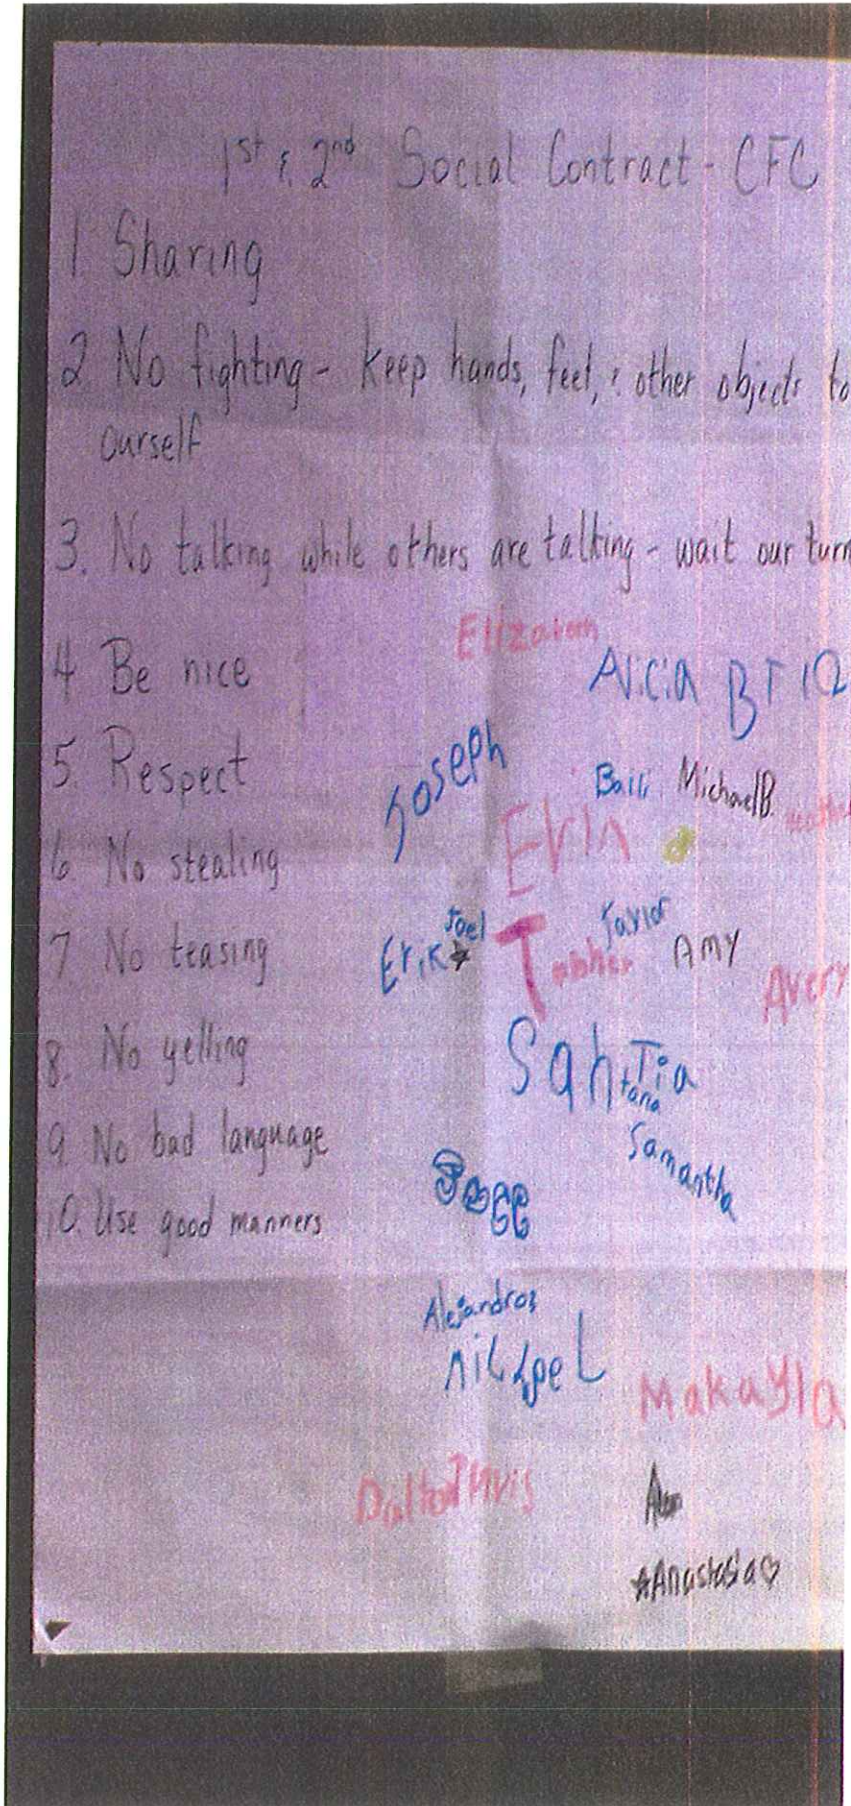 1st & 2nd Social Contract - CFC
1. Sharing
2. No fighting - keep hands, feet, & other objects to
ourself
3. No talking while others are talking - wait our turn
Elizabeth
4 Be nice
Alicia
5. Respect
Joseph
Baili MichaelB.
Erin
6. No stealing
Joel
Erik
7. No teasing
AMY
Avery
8. No yelling
Santana
Tia
9. No bad language
Samantha
10. Use good manners
Alejandros
Makayla
Anastasia